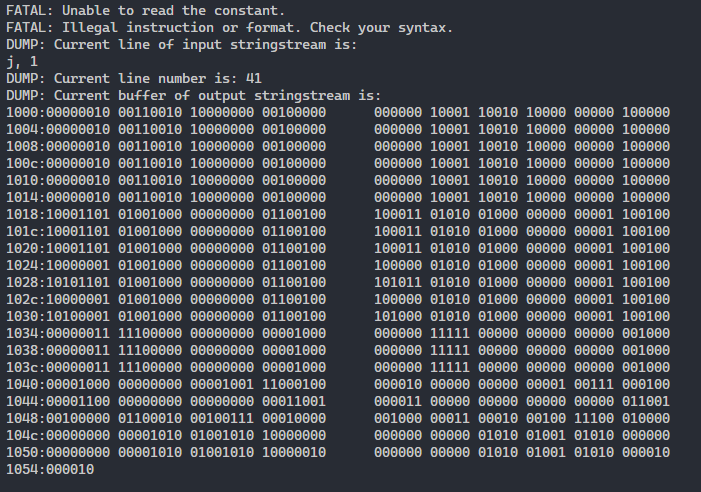 FATAL: Unable to read the constant.
FATAL: Illegal instruction or format. Check your syntax.
DUMP: Current line of input stringstream is:
j, 1
DUMP: Current line number is: 41
DUMP: Current buffer of output stringstream is:
1000:00000010 00110010 10000000 00100000      000000 10001 10010 10000 00000 100000
1004:00000010 00110010 10000000 00100000      000000 10001 10010 10000 00000 100000
1008:00000010 00110010 10000000 00100000      000000 10001 10010 10000 00000 100000
100c:00000010 00110010 10000000 00100000      000000 10001 10010 10000 00000 100000
1010:00000010 00110010 10000000 00100000      000000 10001 10010 10000 00000 100000
1014:00000010 00110010 10000000 00100000      000000 10001 10010 10000 00000 100000
1018:10001101 01001000 00000000 01100100      100011 01010 01000 00000 00001 100100
101c:10001101 01001000 00000000 01100100      100011 01010 01000 00000 00001 100100
1020:10001101 01001000 00000000 01100100      100011 01010 01000 00000 00001 100100
1024:10000001 01001000 00000000 01100100      100000 01010 01000 00000 00001 100100
1028:10101101 01001000 00000000 01100100      101011 01010 01000 00000 00001 100100
102c:10000001 01001000 00000000 01100100      100000 01010 01000 00000 00001 100100
1030:10100001 01001000 00000000 01100100      101000 01010 01000 00000 00001 100100
1034:00000011 11100000 00000000 00001000      000000 11111 00000 00000 00000 001000
1038:00000011 11100000 00000000 00001000      000000 11111 00000 00000 00000 001000
103c:00000011 11100000 00000000 00001000      000000 11111 00000 00000 00000 001000
1040:00001000 00000000 00001001 11000100      000010 00000 00000 00001 00111 000100
1044:00001100 00000000 00000000 00011001      000011 00000 00000 00000 00000 011001
1048:00100000 01100010 00100111 00010000      001000 00011 00010 00100 11100 010000
104c:00000000 00001010 01001010 10000000      000000 00000 01010 01001 01010 000000
1050:00000000 00001010 01001010 10000010      000000 00000 01010 01001 01010 000010
1054:000010